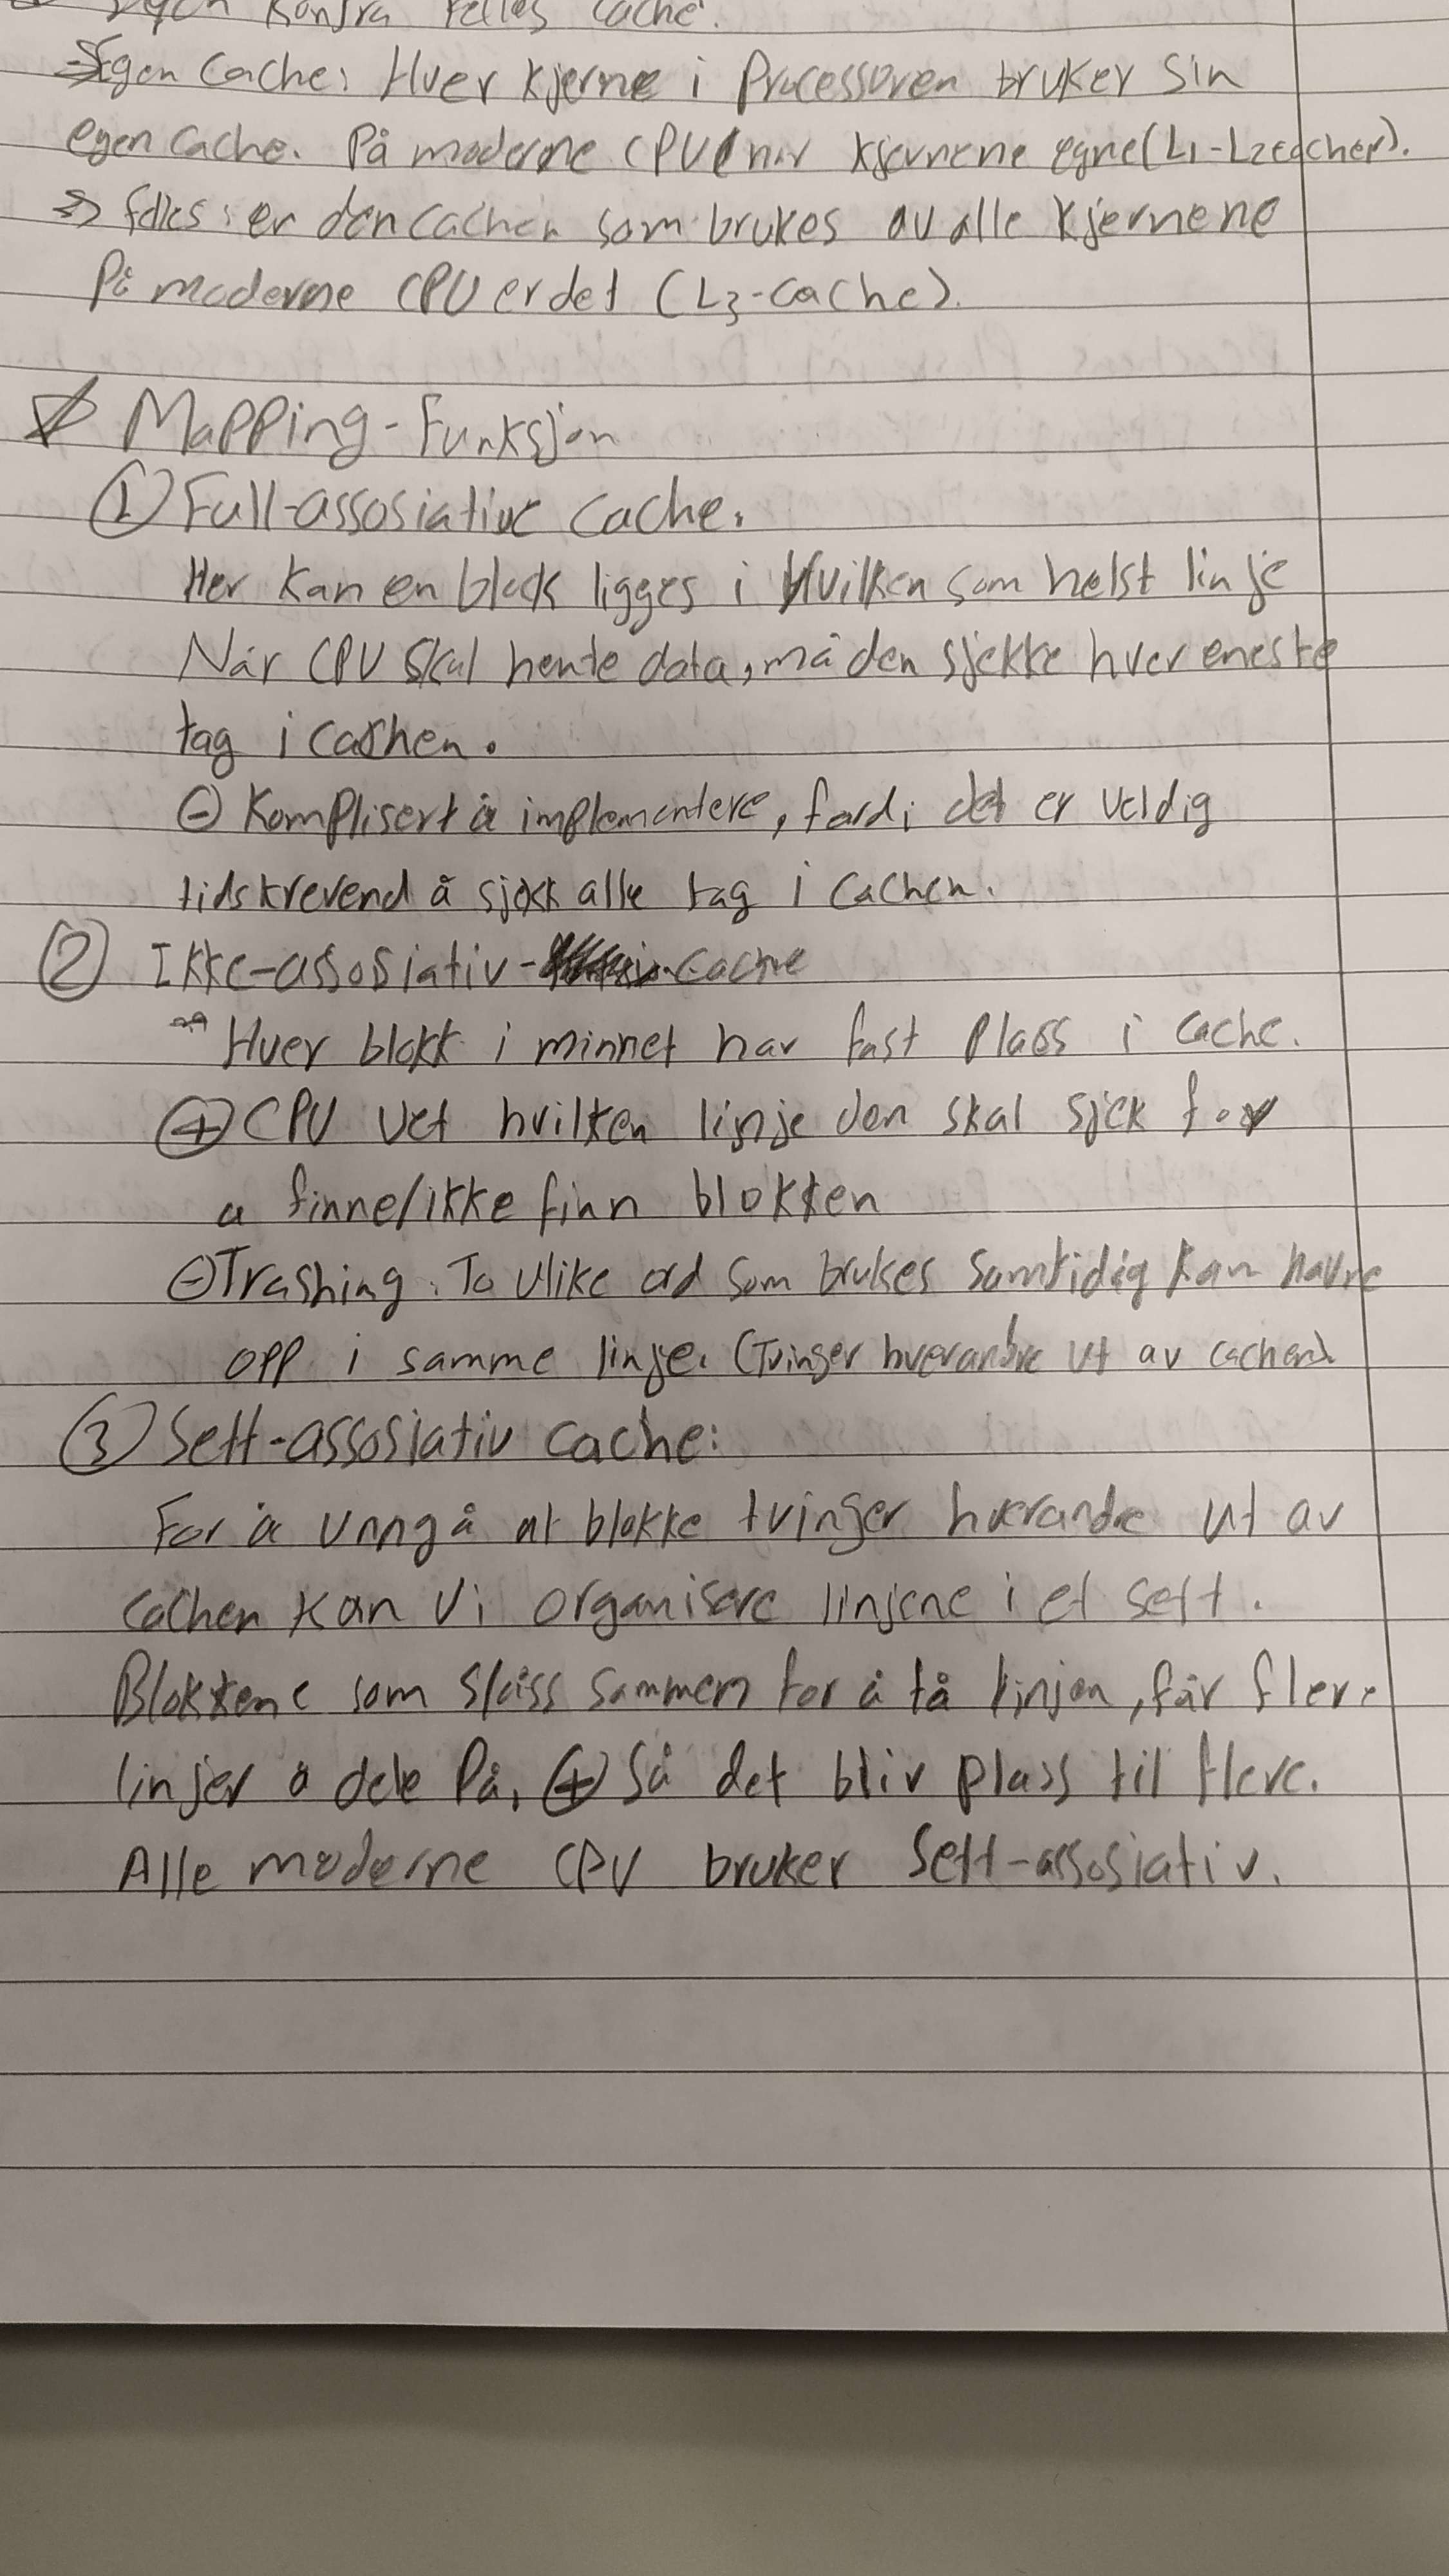 Egen kontra Felles cache.
Egen cache: Hver kjerne i Processoren bruker sin
egen cache. På moderne CPU har kjernene egne (L1-L2 cacher).
=> felles: er den cachen som brukes av alle kjernene
På moderne CPU er det (L3-cache).
Mapping-Funksjon
① Full-assosiative cache.
Her kan en block ligges i Hvilken som helst linje
Når CPU skal hente data, må den sjekke hver eneste
tag i cachen.
⊖ Komplisert å implementere, fordi det er veldig
tidskrevend å sjekk alle tag i cachen.
② Ikke-assosiativ-cache
Hver blokk i minnet har fast plass i cache.
⊕ CPU vet hvilken linje den skal sjek for
a finne/ikke finn blokken
⊖ Trashing: To ulike ord som brukes samtidig kan havne
opp i samme linje. (Tvinger hverandre ut av cachen).
③ Sett-assosiativ cache:
For å unngå at blokke tvinger hverandre ut av
cachen kan vi organisere linjene i et sett.
Blokkene som slåss sammen for å få linjen, får flere
linjer å dele På, ⊕ så det bliv plass til flere.
Alle moderne CPU bruker Sett-assosiativ.